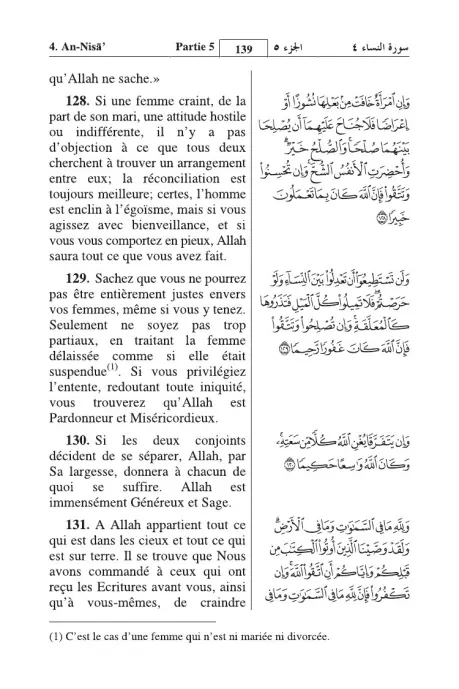 4. An-Nisā’ Partie 5 139 الجزء ٥ سورة النساء ٤
qu’Allah ne sache.»
128. Si une femme craint, de la
part de son mari, une attitude hostile
ou indifférente, il n’y a pas
d’objection à ce que tous deux
cherchent à trouver un arrangement
entre eux; la réconciliation est
toujours meilleure; certes, l’homme
est enclin à l’égoïsme, mais si vous
agissez avec bienveillance, et si
vous vous comportez en pieux, Allah
saura tout ce que vous avez fait.
129. Sachez que vous ne pourrez
pas être entièrement justes envers
vos femmes, même si vous y tenez.
Seulement ne soyez pas trop
partiaux, en traitant la femme
délaissée comme si elle était
suspendue(1). Si vous privilégiez
l’entente, redoutant toute iniquité,
vous trouverez qu’Allah est
Pardonneur et Miséricordieux.
130. Si les deux conjoints
décident de se séparer, Allah, par
Sa largesse, donnera à chacun de
quoi se suffire. Allah est
immensément Généreux et Sage.
131. A Allah appartient tout ce
qui est dans les cieux et tout ce qui
est sur terre. Il se trouve que Nous
avons commandé à ceux qui ont
reçu les Ecritures avant vous, ainsi
qu’à vous-mêmes, de craindre
وَإِنِ ٱمْرَأَةٌ خَافَتْ مِنۢ بَعْلِهَا نُشُوزًا أَوْ
إِعْرَاضًا فَلَا جُنَاحَ عَلَيْهِمَآ أَن يُصْلِحَا
بَيْنَهُمَا صُلْحًا ۚ وَٱلصُّلْحُ خَيْرٌ ۗ
وَأُحْضِرَتِ ٱلْأَنفُسُ ٱلشُّحَّ ۚ وَإِن تُحْسِنُوا۟
وَتَتَّقُوا۟ فَإِنَّ ٱللَّهَ كَانَ بِمَا تَعْمَلُونَ
خَبِيرًا ١٢٨
وَلَن تَسْتَطِيعُوٓا۟ أَن تَعْدِلُوا۟ بَيْنَ ٱلنِّسَآءِ وَلَوْ
حَرَصْتُمْ ۖ فَلَا تَمِيلُوا۟ كُلَّ ٱلْمَيْلِ فَتَذَرُوهَا
كَٱلْمُعَلَّقَةِ ۚ وَإِن تُصْلِحُوا۟ وَتَتَّقُوا۟
فَإِنَّ ٱللَّهَ كَانَ غَفُورًا رَّحِيمًا ١٢٩
وَإِن يَتَفَرَّقَا يُغْنِ ٱللَّهُ كُلًّا مِّن سَعَتِهِۦ ۚ
وَكَانَ ٱللَّهُ وَٰسِعًا حَكِيمًا ١٣٠
وَلِلَّهِ مَا فِى ٱلسَّمَٰوَٰتِ وَمَا فِى ٱلْأَرْضِ ۗ
وَلَقَدْ وَصَّيْنَا ٱلَّذِينَ أُوتُوا۟ ٱلْكِتَٰبَ مِن
قَبْلِكُمْ وَإِيَّاكُمْ أَنِ ٱتَّقُوا۟ ٱللَّهَ ۚ وَإِن
تَكْفُرُوا۟ فَإِنَّ لِلَّهِ مَا فِى ٱلسَّمَٰوَٰتِ وَمَا فِى
(1) C’est le cas d’une femme qui n’est ni mariée ni divorcée.